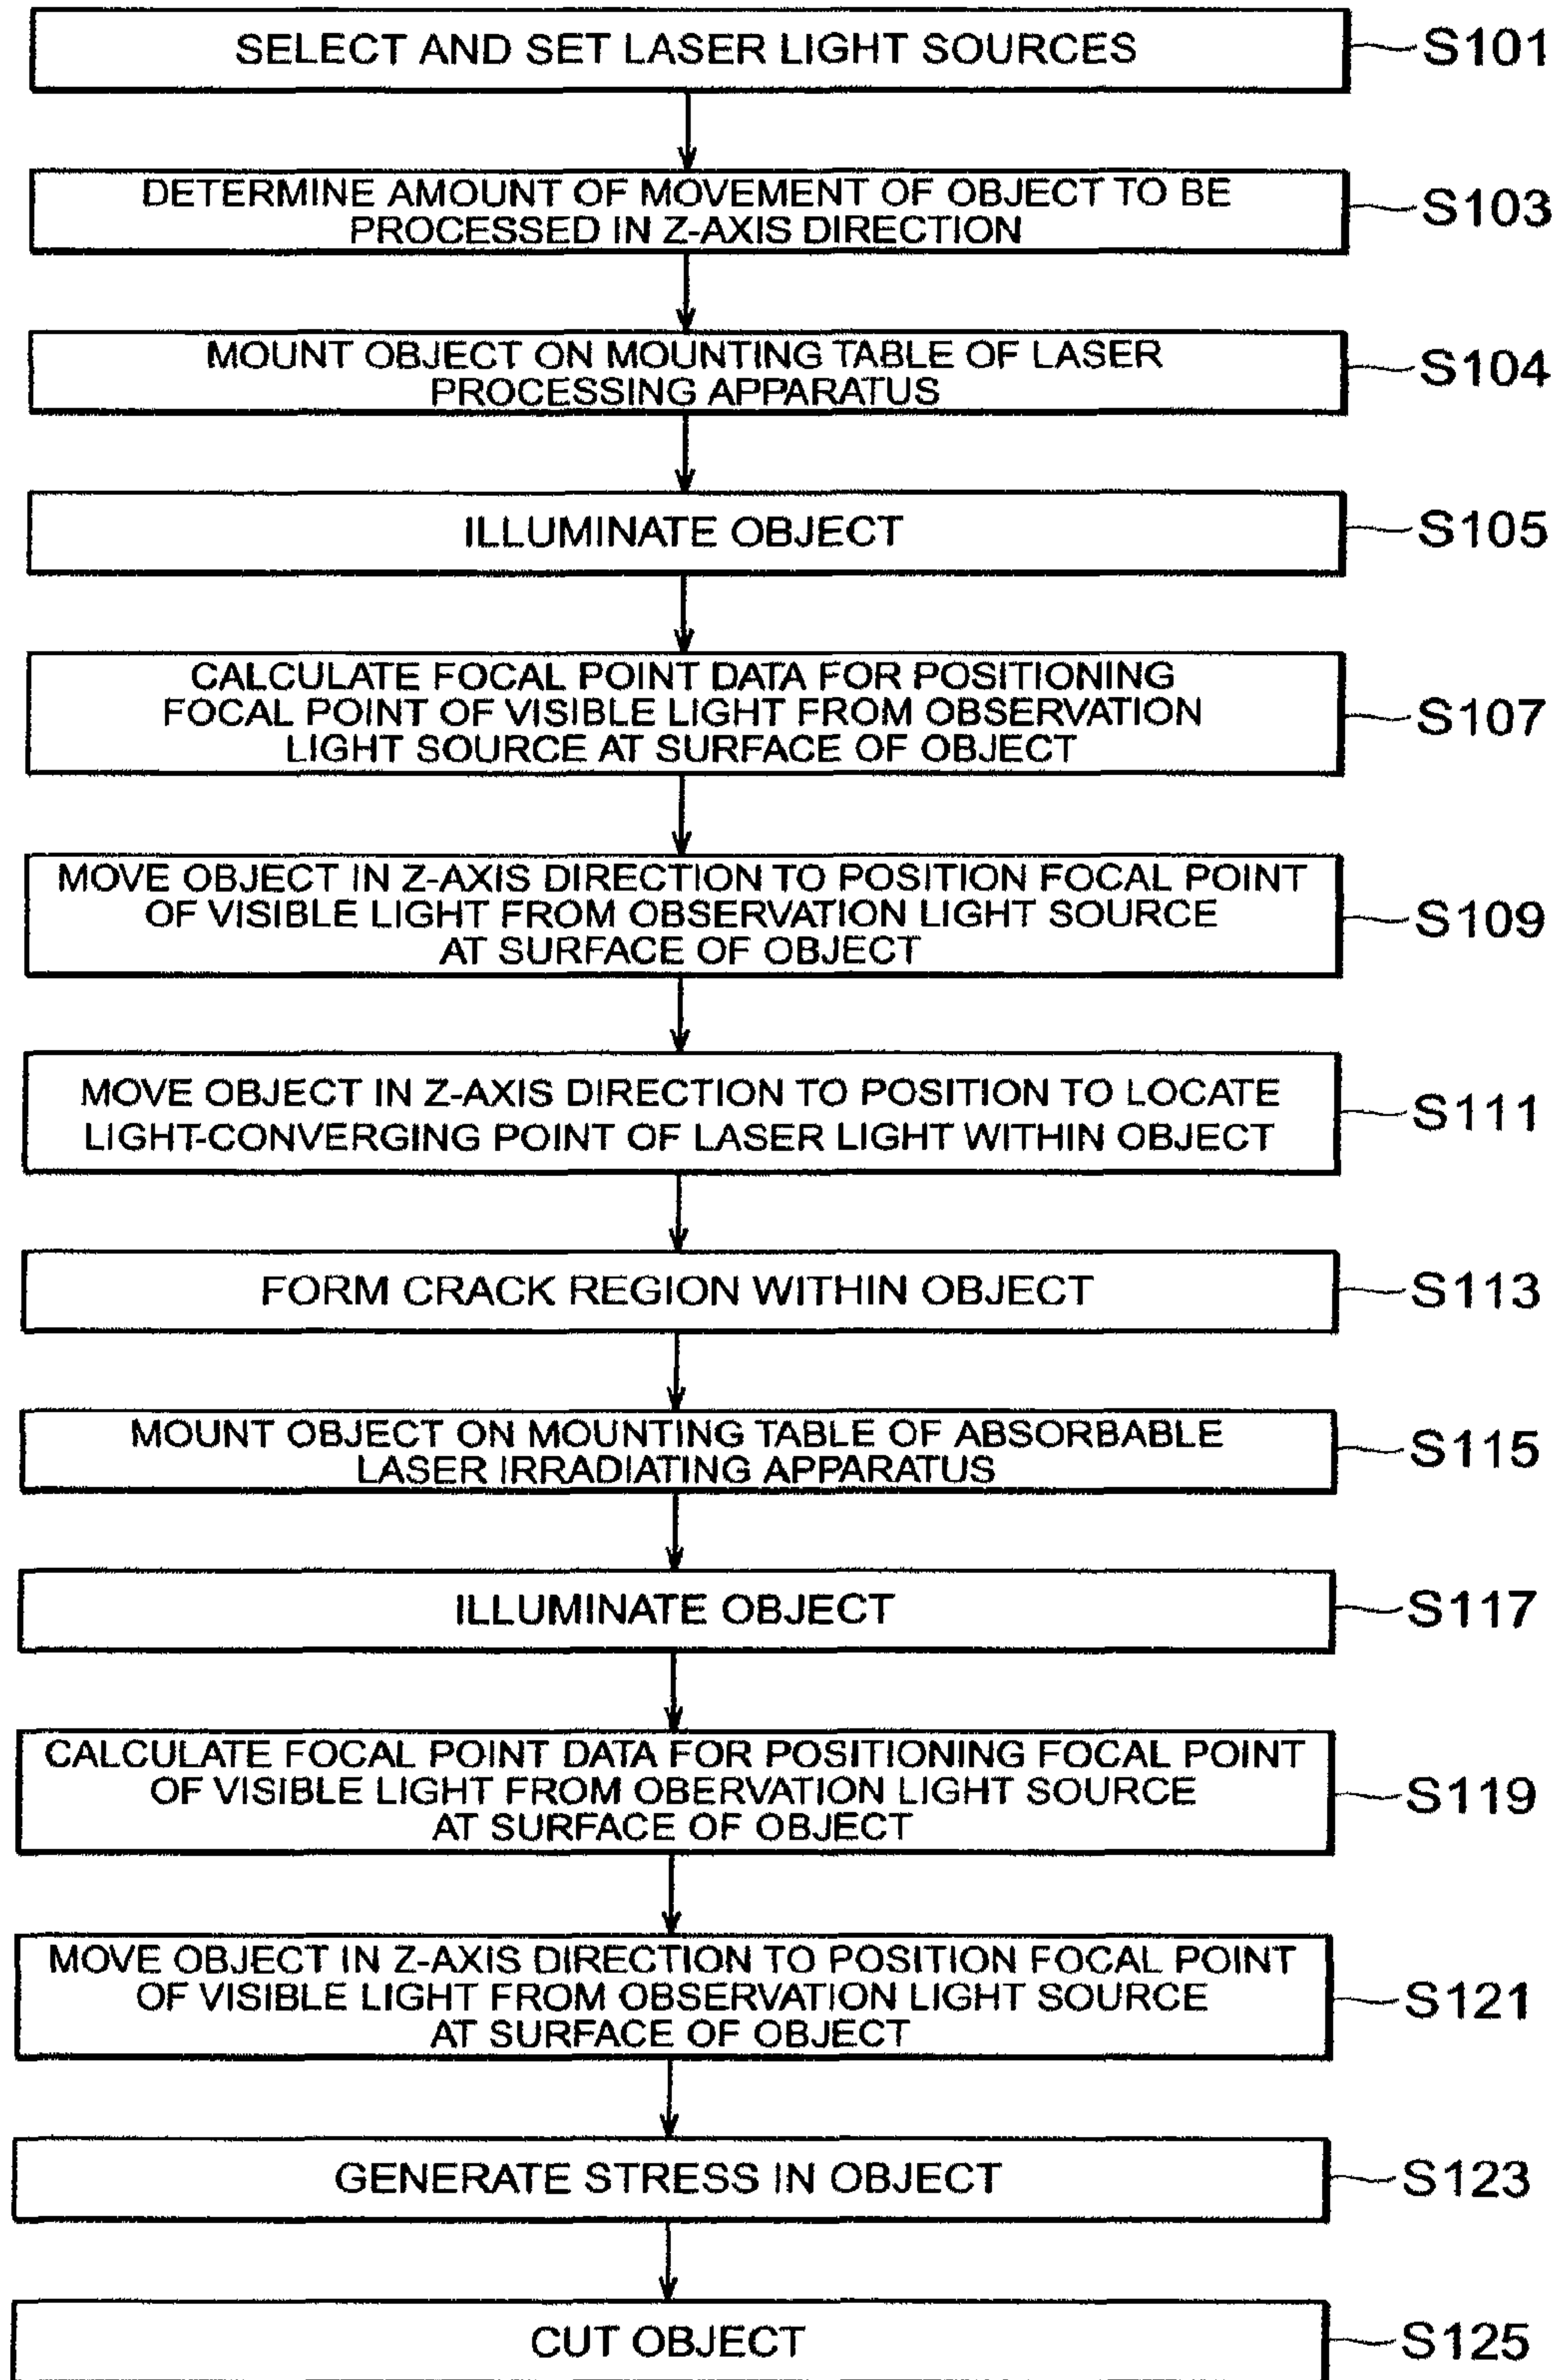 SELECT AND SET LASER LIGHT SOURCES
S101
DETERMINE AMOUNT OF MOVEMENT OF OBJECT TO BE
PROCESSED IN Z-AXIS DIRECTION
S103
MOUNT OBJECT ON MOUNTING TABLE OF LASER
PROCESSING APPARATUS
S104
ILLUMINATE OBJECT
S105
CALCULATE FOCAL POINT DATA FOR POSITIONING
FOCAL POINT OF VISIBLE LIGHT FROM OBSERVATION
LIGHT SOURCE AT SURFACE OF OBJECT
S107
MOVE OBJECT IN Z-AXIS DIRECTION TO POSITION FOCAL POINT
OF VISIBLE LIGHT FROM OBSERVATION LIGHT SOURCE
AT SURFACE OF OBJECT
S109
MOVE OBJECT IN Z-AXIS DIRECTION TO POSITION TO LOCATE
LIGHT-CONVERGING POINT OF LASER LIGHT WITHIN OBJECT
S111
FORM CRACK REGION WITHIN OBJECT
S113
MOUNT OBJECT ON MOUNTING TABLE OF ABSORBABLE
LASER IRRADIATING APPARATUS
S115
ILLUMINATE OBJECT
S117
CALCULATE FOCAL POINT DATA FOR POSITIONING FOCAL POINT
OF VISIBLE LIGHT FROM OBERVATION LIGHT SOURCE
AT SURFACE OF OBJECT
S119
MOVE OBJECT IN Z-AXIS DIRECTION TO POSITION FOCAL POINT
OF VISIBLE LIGHT FROM OBSERVATION LIGHT SOURCE
AT SURFACE OF OBJECT
S121
GENERATE STRESS IN OBJECT
S123
CUT OBJECT
S125